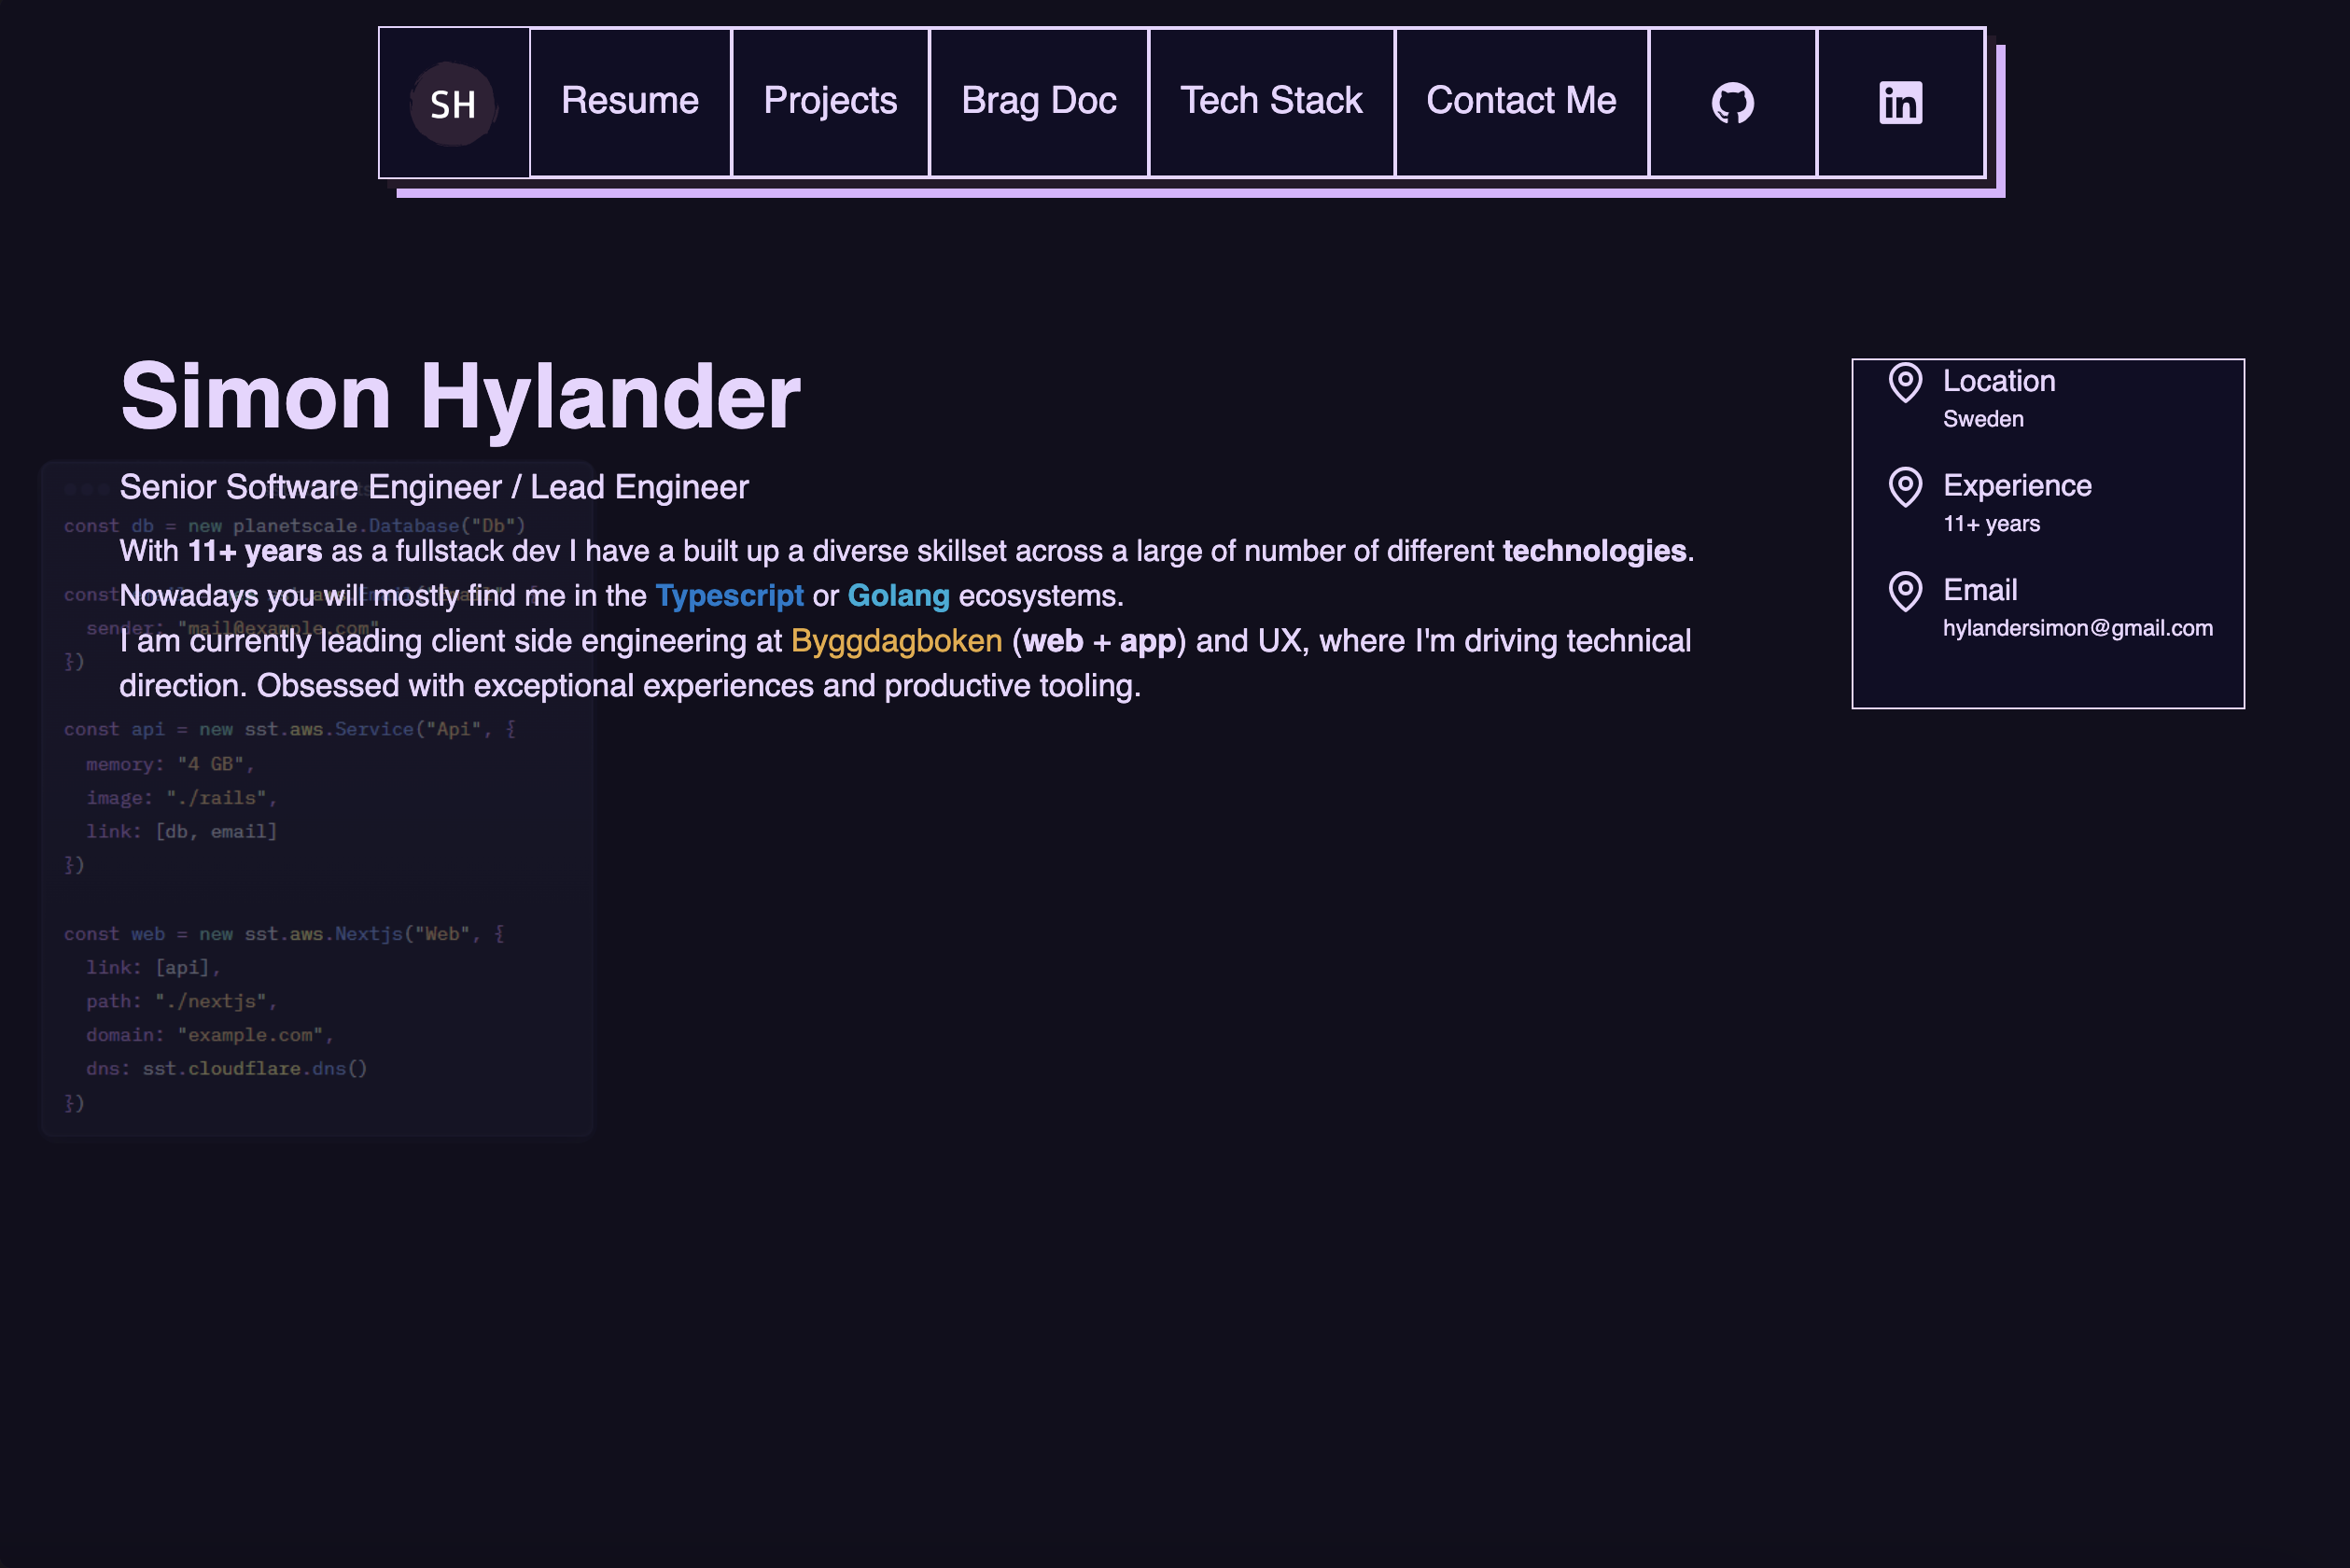 SH
Resume
Projects
Brag Doc
Tech Stack
Contact Me
in
Simon Hylander
Senior Software Engineer / Lead Engineer
With 11+ years as a fullstack dev I have a built up a diverse skillset across a large of number of different technologies.
Nowadays you will mostly find me in the Typescript or Golang ecosystems.
I am currently leading client side engineering at Byggdagboken (web + app) and UX, where I'm driving technical
direction. Obsessed with exceptional experiences and productive tooling.
Location
Sweden
Experience
11+ years
Email
hylandersimon@gmail.com
const db = new planetscale.Database("Db")
const
sender: "mail@example.com"
})
const api = new sst.aws.Service("Api", {
memory: "4 GB",
image: "./rails",
link: [db, email]
})
const web = new sst.aws.Nextjs("Web", {
link: [api],
path: "./nextjs",
domain: "example.com",
dns: sst.cloudflare.dns()
})